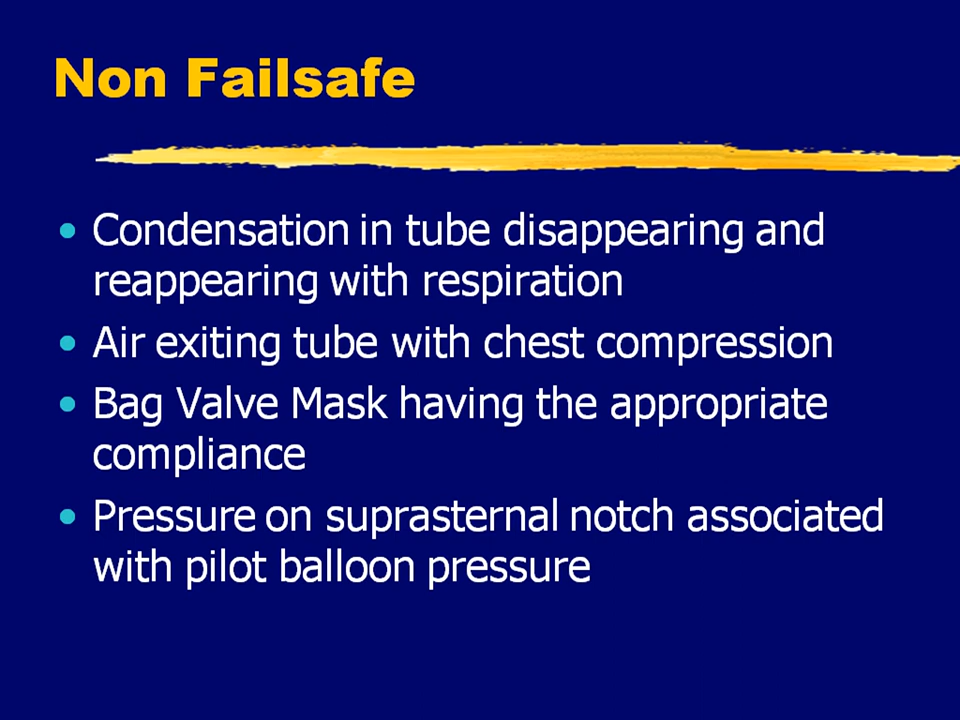 Non Failsafe
• Condensation in tube disappearing and
reappearing with respiration
• Air exiting tube with chest compression
• Bag Valve Mask having the appropriate
compliance
• Pressure on suprasternal notch associated
with pilot balloon pressure